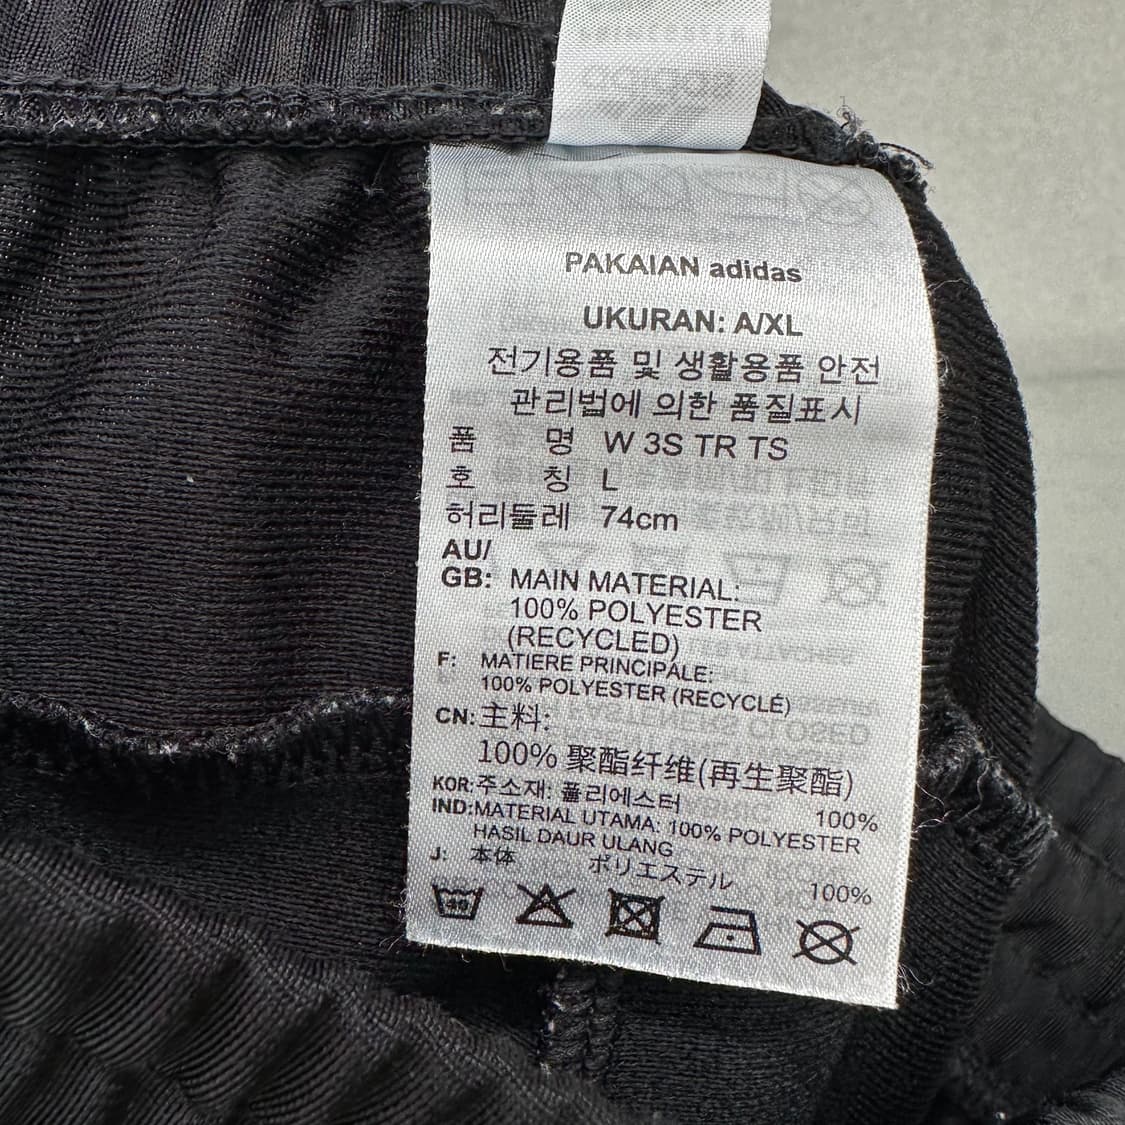 PAKAIAN adidas
UKURAN: A/XL
전기용품 및 생활용품 안전
관리법에 의한 품질표시
품 명 W 3S TR TS
호 칭 L
허리둘레 74cm
AU/
GB: MAIN MATERIAL:
100% POLYESTER
(RECYCLED)
F: MATIERE PRINCIPALE:
100% POLYESTER (RECYCLÉ)
CN:主料:
100% 聚酯纤维(再生聚酯)
KOR:주소재: 폴리에스터 100%
IND:MATERIAL UTAMA: 100% POLYESTER
HASIL DAUR ULANG
J: 本体 ポリエステル 100%
40